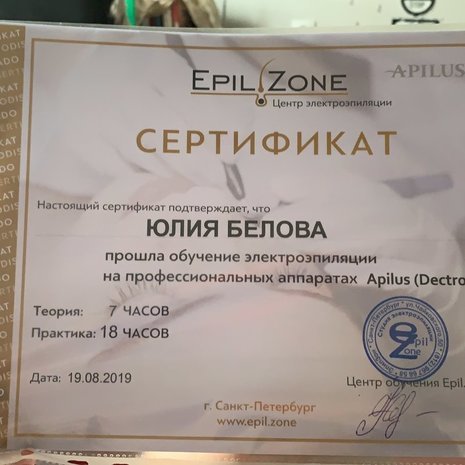 EPIL ZONE
Центр электроэпиляции
APILUS
СЕРТИФИКАТ
Настоящий сертификат подтверждает, что
ЮЛИЯ БЕЛОВА
прошла обучение электроэпиляции
на профессиональных аппаратах Apilus (Dectro
Теория: 7 ЧАСОВ
Практика: 18 ЧАСОВ
Epil
Zone
Дата: 19.08.2019
Центр обучения Epil.
г. Санкт-Петербург
www.epil.zone